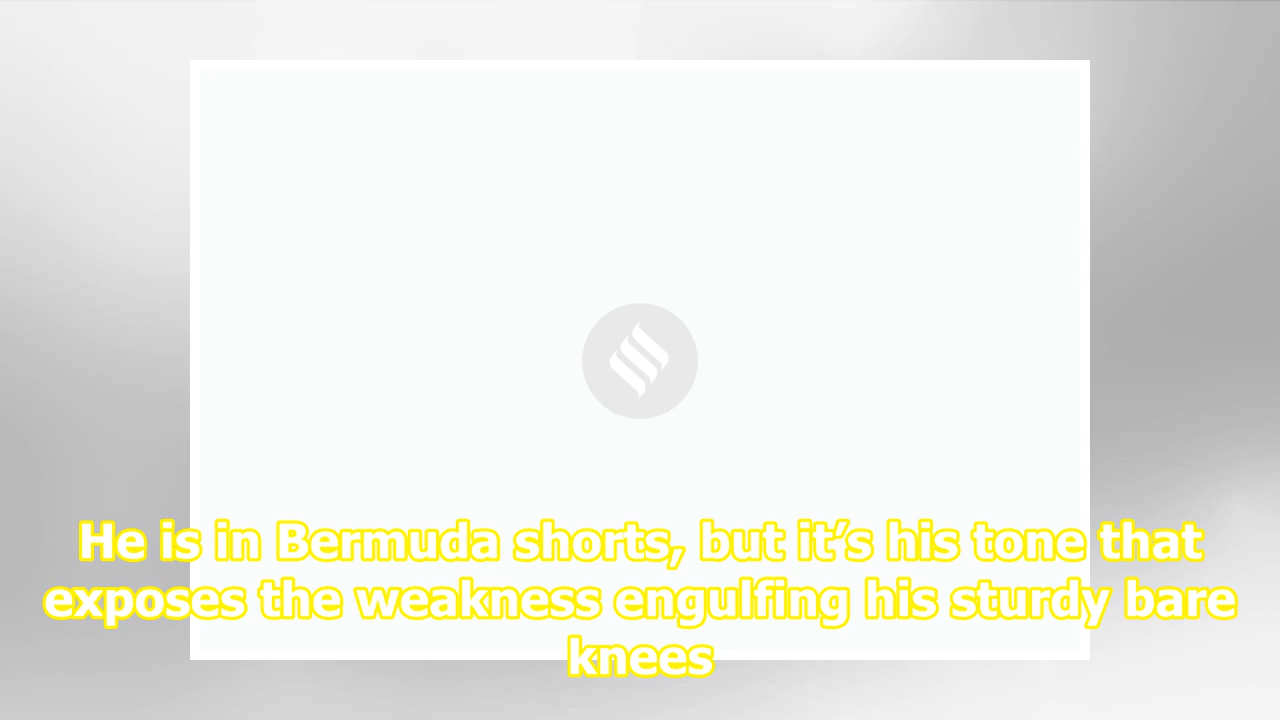 He is in Bermuda shorts, but it’s his tone that
exposes the weakness engulfing his sturdy bare
knees